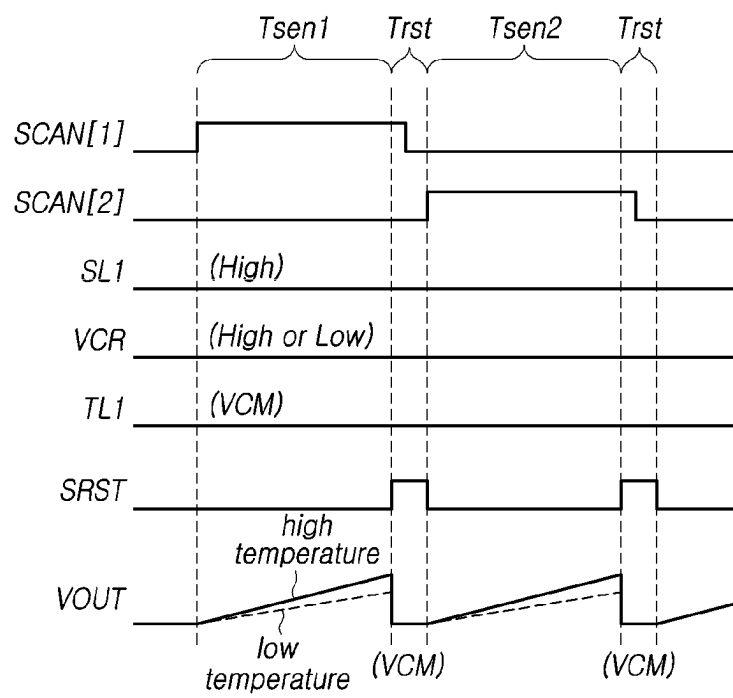 Tsen1 Trst Tsen2 Trst
SCAN[1]
SCAN[2]
SL1 (High)
VCR (High or Low)
TL1 (VCM)
SRST
high
temperature
VOUT
low
temperature
(VCM) (VCM)